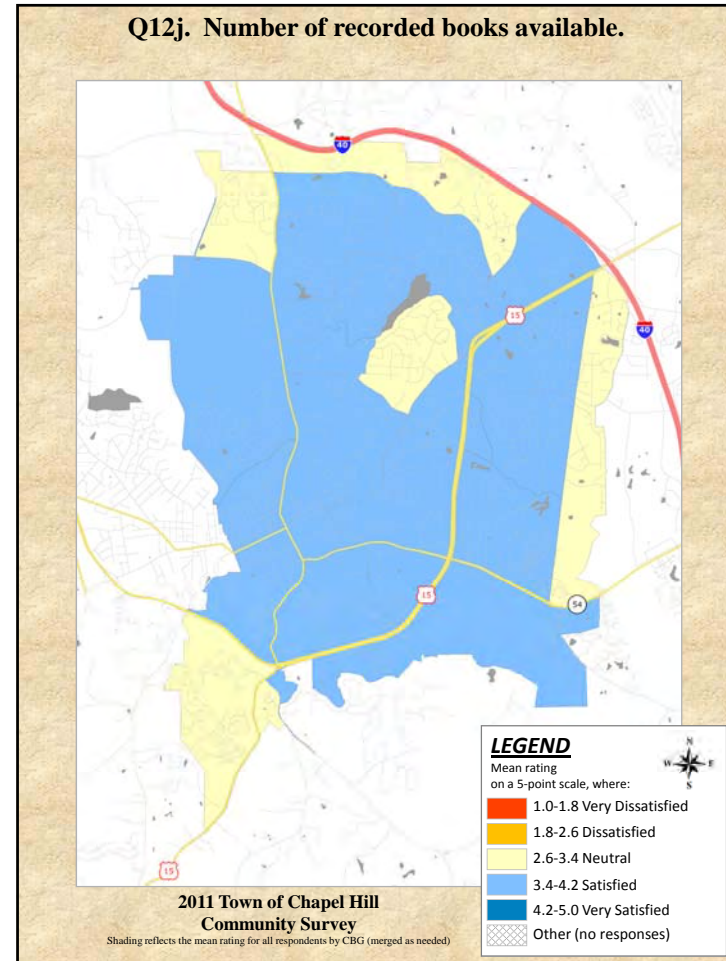 Q12j. Number of recorded books available.
40
15
40
15
54
15
LEGEND
N
W E
S
Mean rating
on a 5-point scale, where:
1.0-1.8 Very Dissatisfied
1.8-2.6 Dissatisfied
2.6-3.4 Neutral
3.4-4.2 Satisfied
4.2-5.0 Very Satisfied
Other (no responses)
2011 Town of Chapel Hill
Community Survey
Shading reflects the mean rating for all respondents by CBG (merged as needed)